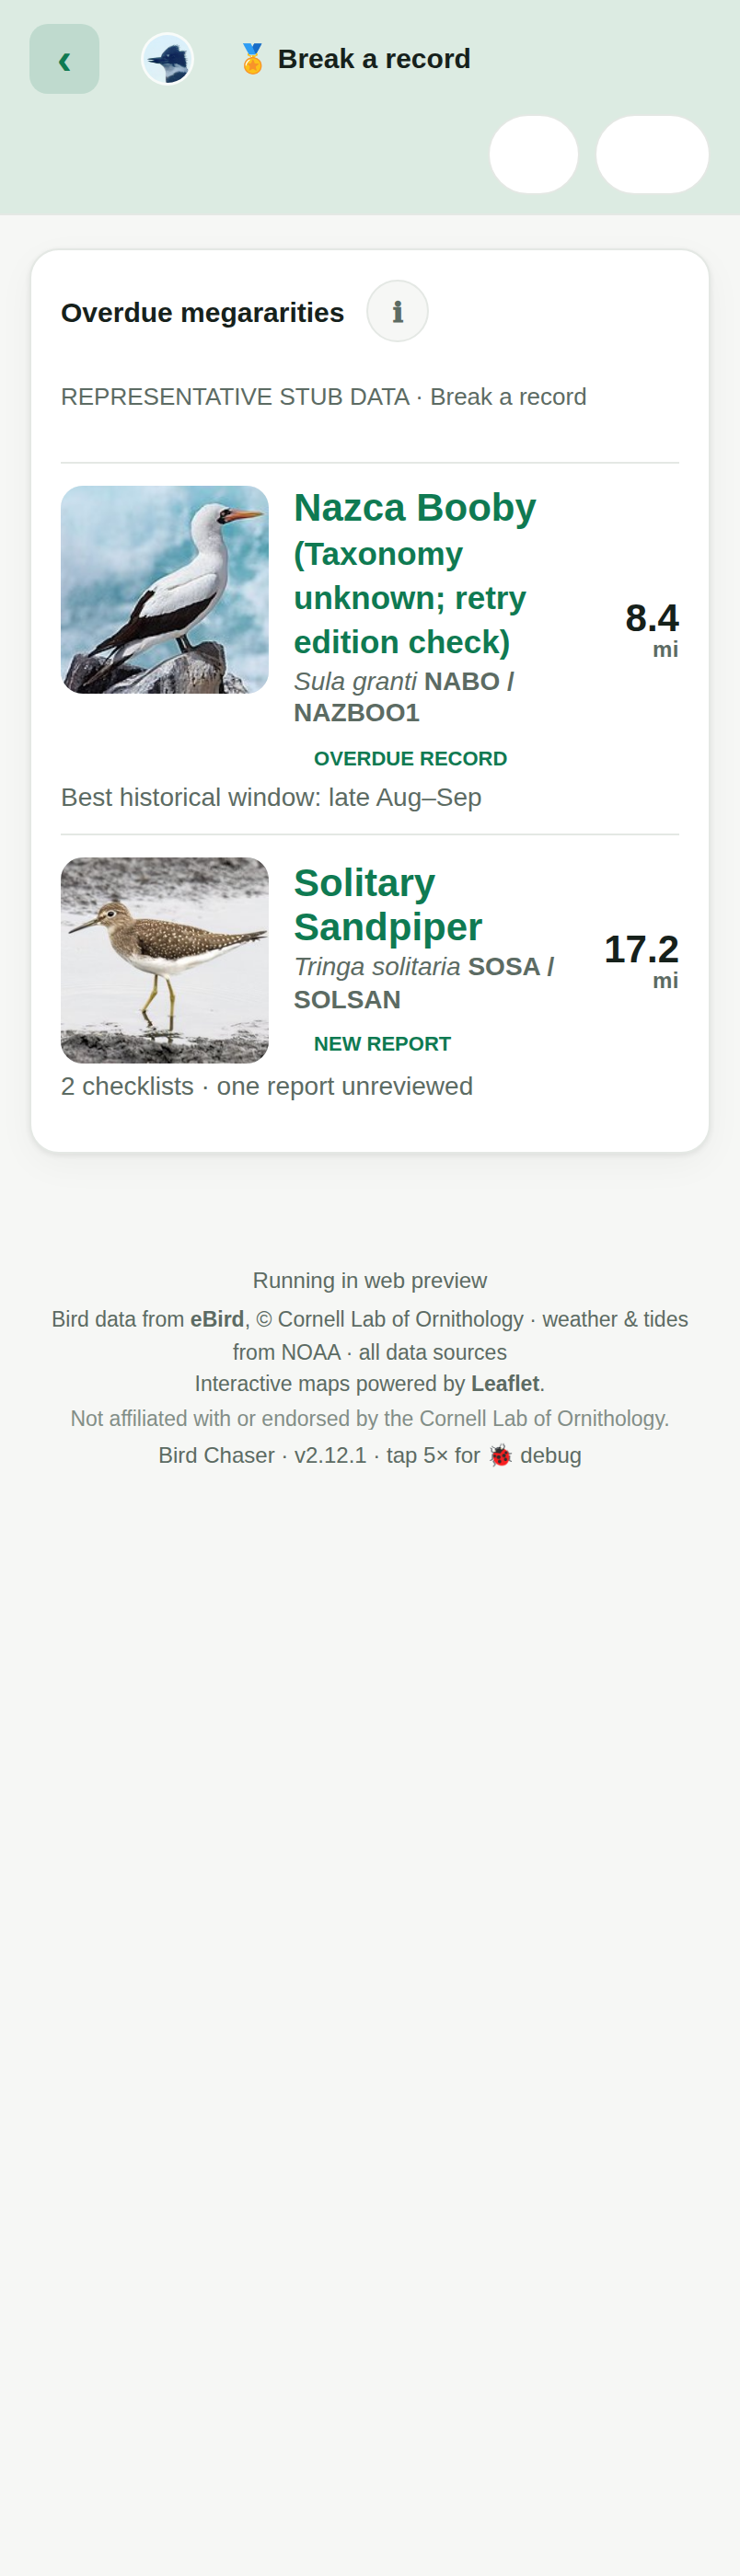 ‹
🏅 Break a record
Overdue megararities
ℹ
REPRESENTATIVE STUB DATA · Break a record
Nazca Booby
(Taxonomy
unknown; retry
edition check)
8.4
mi
Sula granti NABO /
NAZBOO1
OVERDUE RECORD
Best historical window: late Aug–Sep
Solitary
Sandpiper
17.2
mi
Tringa solitaria SOSA /
SOLSAN
NEW REPORT
2 checklists · one report unreviewed
Running in web preview
Bird data from eBird, © Cornell Lab of Ornithology · weather & tides
from NOAA · all data sources
Interactive maps powered by Leaflet.
Not affiliated with or endorsed by the Cornell Lab of Ornithology.
Bird Chaser · v2.12.1 · tap 5× for 🐞 debug